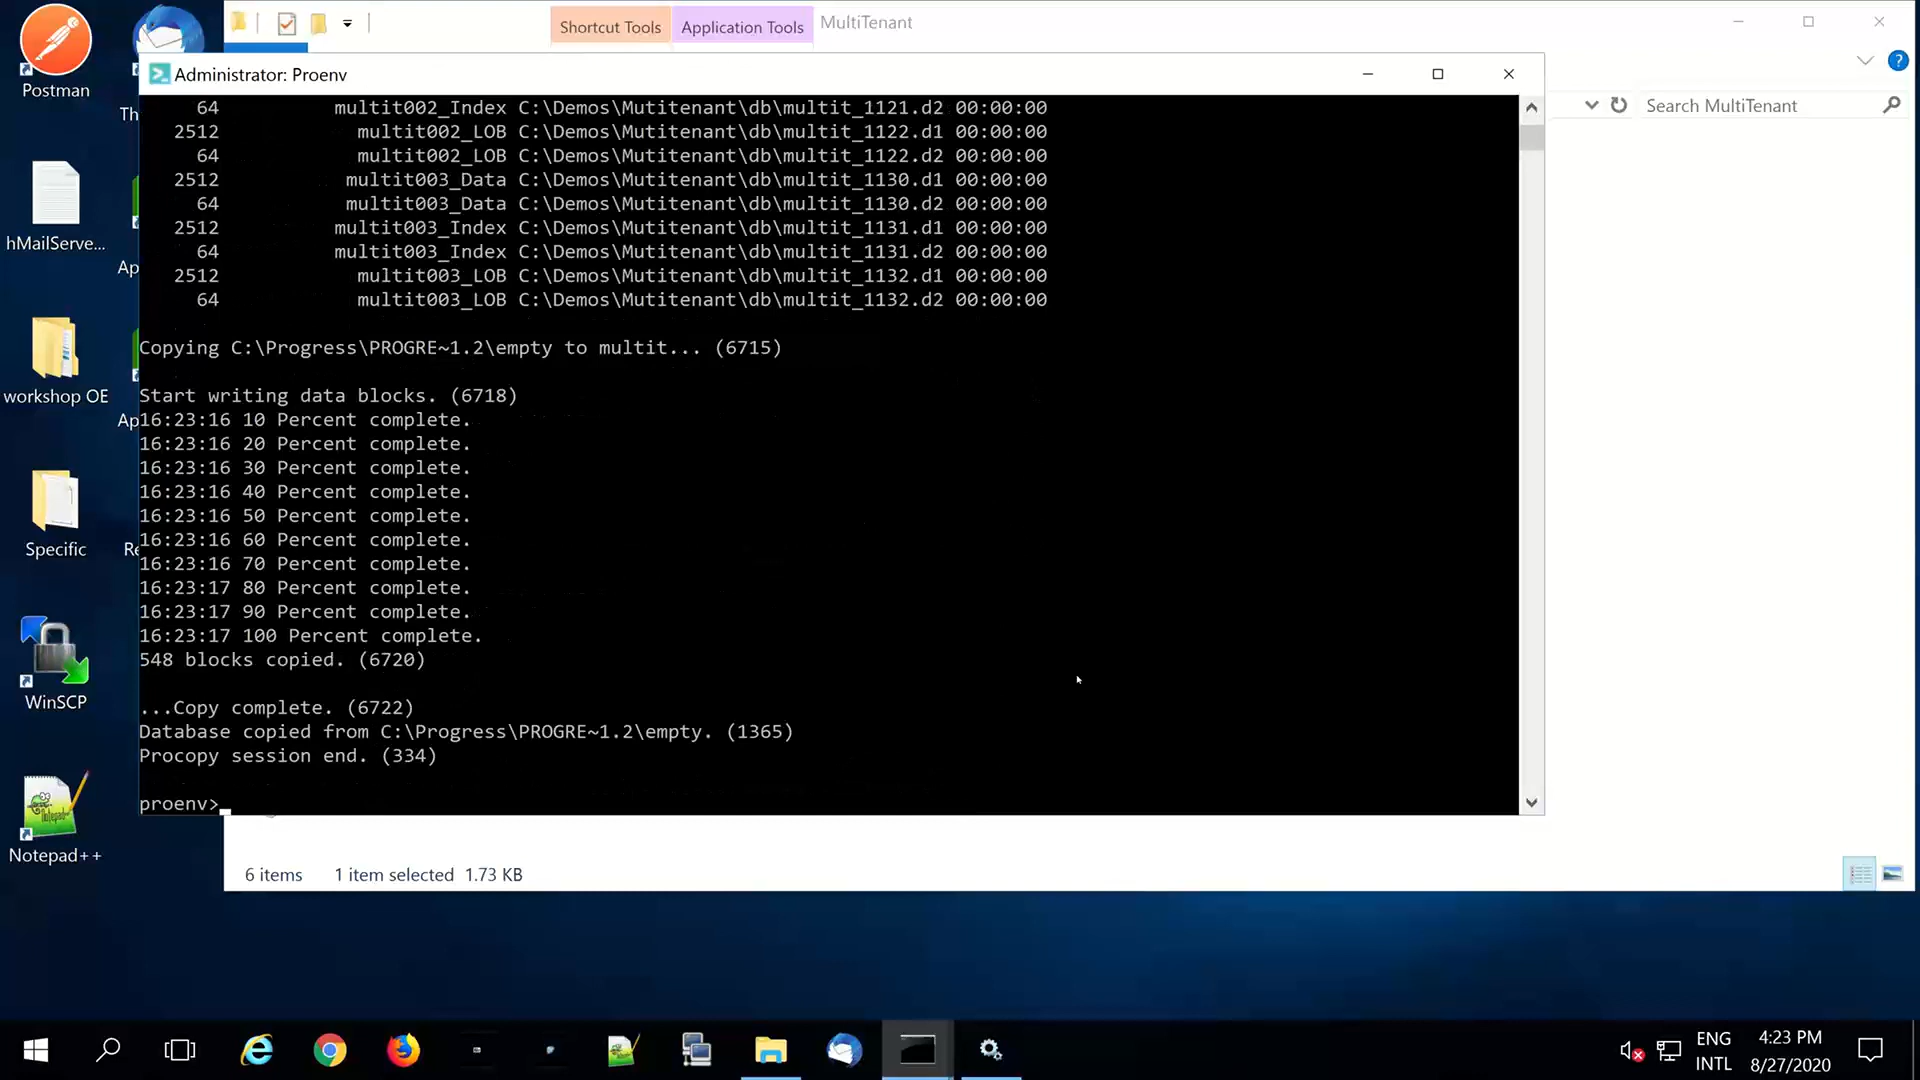 Shortcut Tools
Application Tools
MultiTenant
Administrator: Proenv
Search MultiTenant
64 multit002_Index C:\Demos\Mutitenant\db\multit_1121.d2 00:00:00
2512 multit002_LOB C:\Demos\Mutitenant\db\multit_1122.d1 00:00:00
64 multit002_LOB C:\Demos\Mutitenant\db\multit_1122.d2 00:00:00
2512 multit003_Data C:\Demos\Mutitenant\db\multit_1130.d1 00:00:00
64 multit003_Data C:\Demos\Mutitenant\db\multit_1130.d2 00:00:00
2512 multit003_Index C:\Demos\Mutitenant\db\multit_1131.d1 00:00:00
64 multit003_Index C:\Demos\Mutitenant\db\multit_1131.d2 00:00:00
2512 multit003_LOB C:\Demos\Mutitenant\db\multit_1132.d1 00:00:00
64 multit003_LOB C:\Demos\Mutitenant\db\multit_1132.d2 00:00:00
Copying C:\Progress\PROGRE~1.2\empty to multit... (6715)
Start writing data blocks. (6718)
16:23:16 10 Percent complete.
16:23:16 20 Percent complete.
16:23:16 30 Percent complete.
16:23:16 40 Percent complete.
16:23:16 50 Percent complete.
16:23:16 60 Percent complete.
16:23:16 70 Percent complete.
16:23:17 80 Percent complete.
16:23:17 90 Percent complete.
16:23:17 100 Percent complete.
548 blocks copied. (6720)
...Copy complete. (6722)
Database copied from C:\Progress\PROGRE~1.2\empty. (1365)
Procopy session end. (334)
proenv>
6 items 1 item selected 1.73 KB
Postman
Th
hMailServe...
Ap
workshop OE
Ap
Specific
Re
WinSCP
Notepad++
ENG
INTL
4:23 PM
8/27/2020